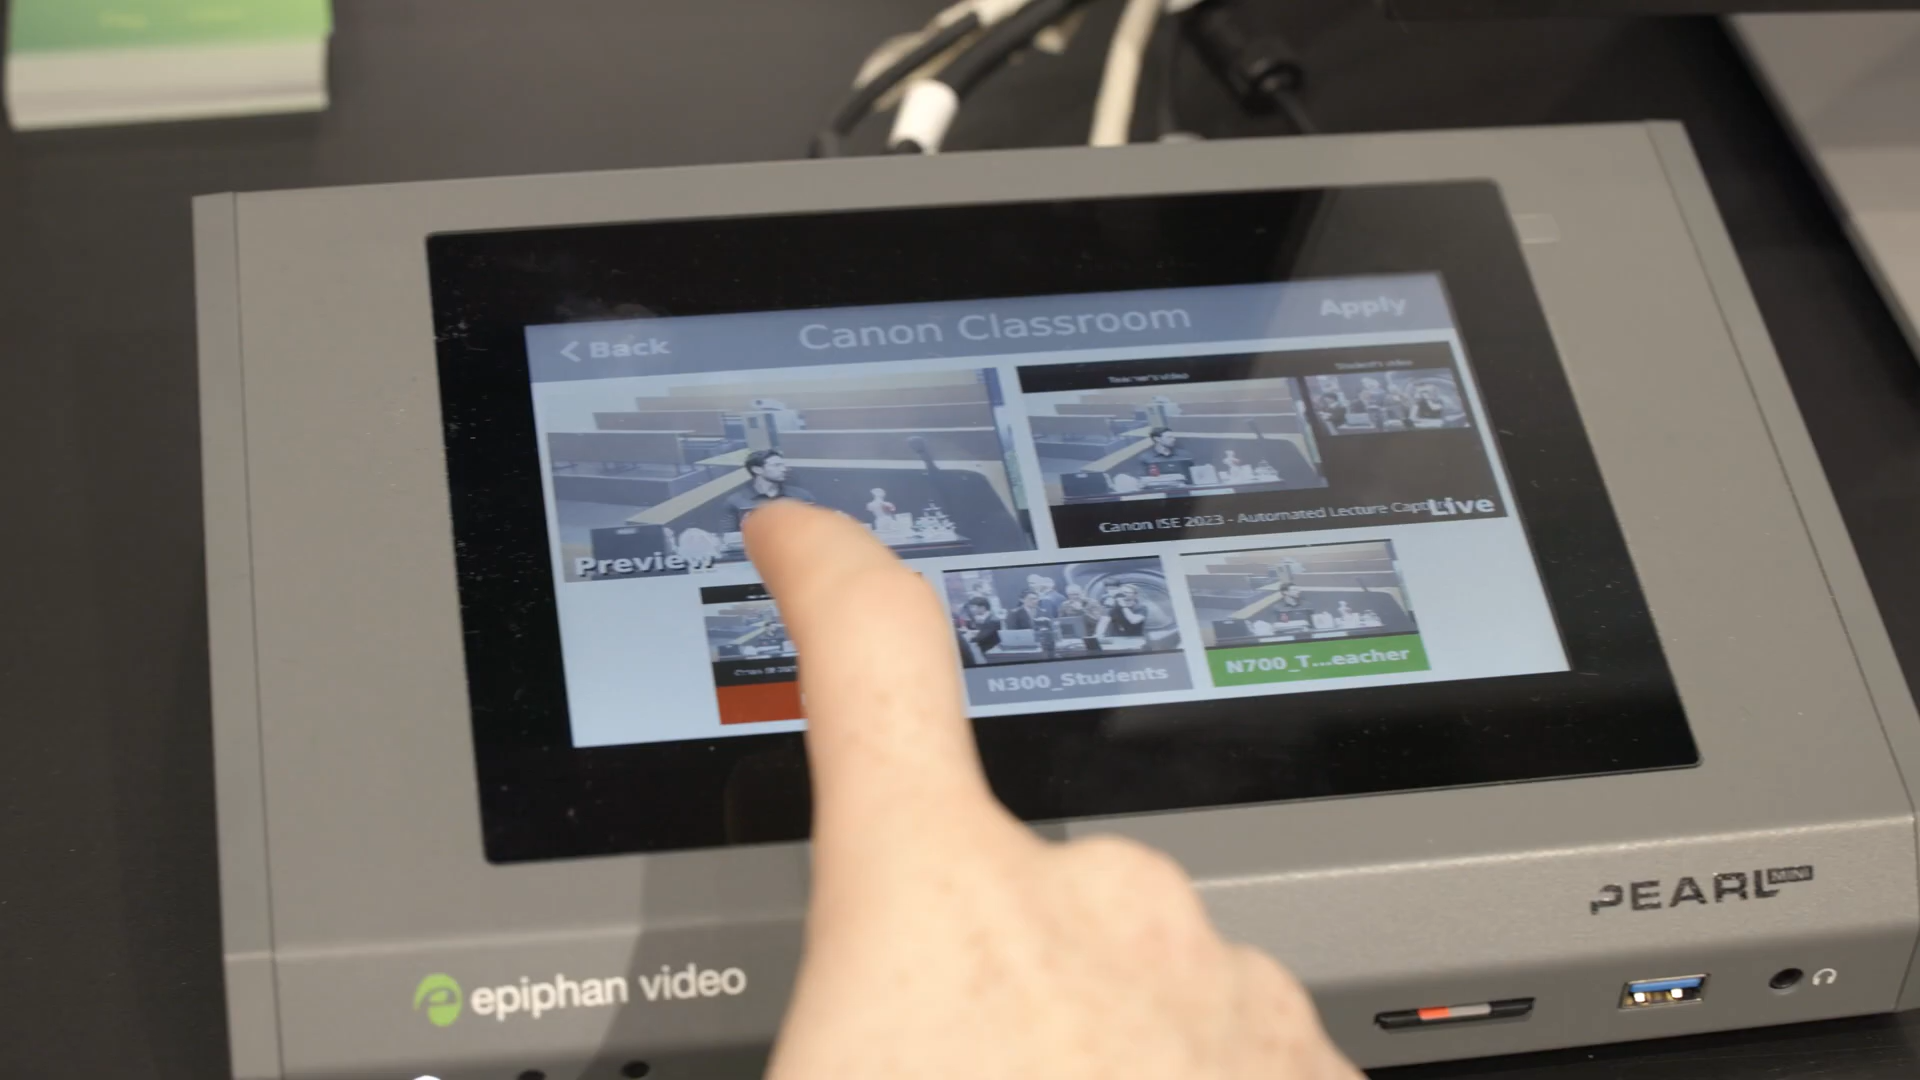 Back
Canon Classroom
Apply
Teacher's video
Student's video
Canon ISE 2023 - Automated Lecture
Live
Preview
N300_Students
N700_T...eacher
PEARL MINI
epiphan video